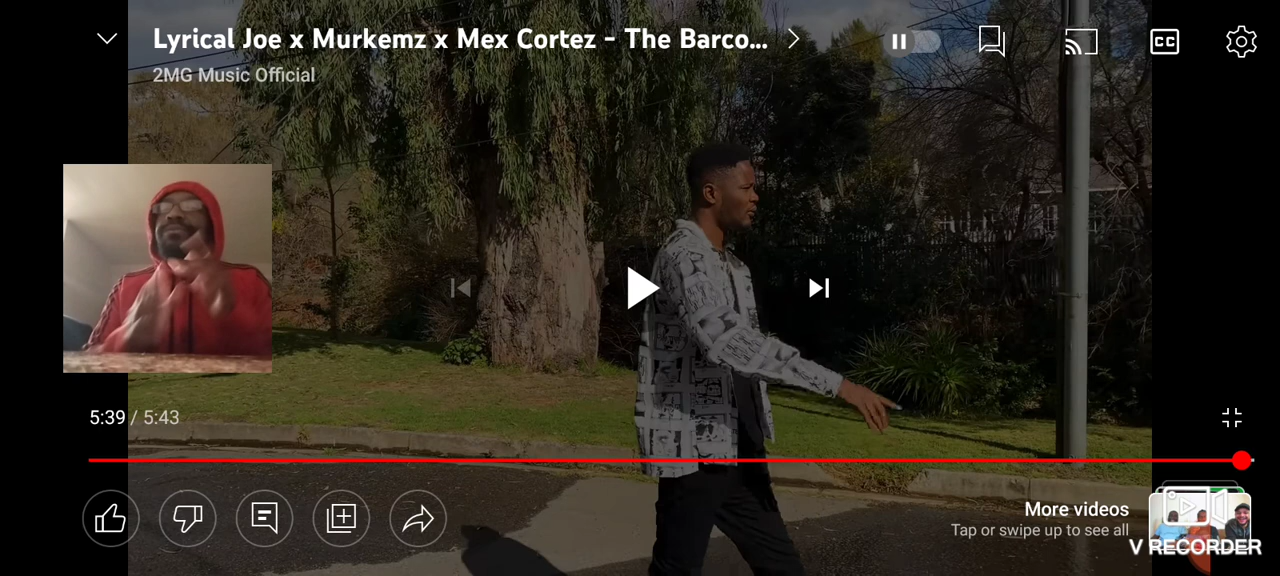 Lyrical Joe x Murkemz x Mex Cortez - The Barco...
2MG Music Official
CC
5:39 / 5:43
More videos
Tap or swipe up to see all
V RECORDER